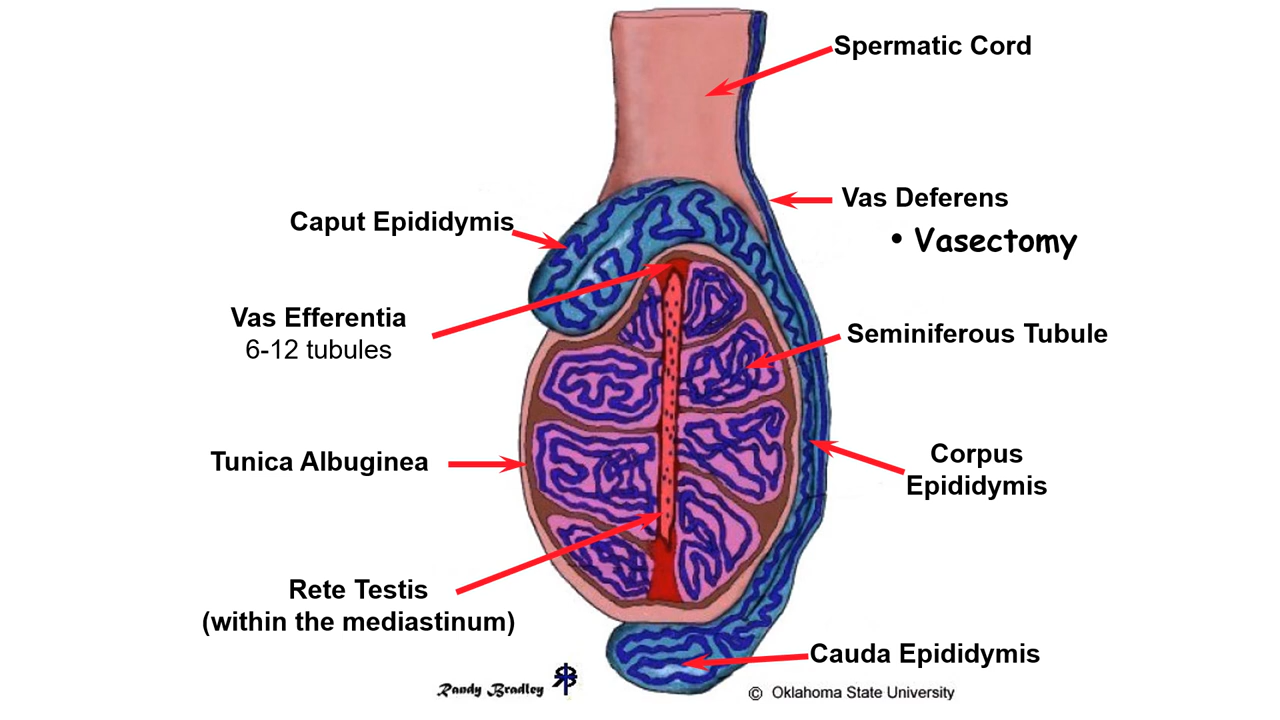 Spermatic Cord
Vas Deferens
• Vasectomy
Caput Epididymis
Vas Efferentia
6-12 tubules
Seminiferous Tubule
Tunica Albuginea
Corpus
Epididymis
Rete Testis
(within the mediastinum)
Cauda Epididymis
Randy Bradley
© Oklahoma State University